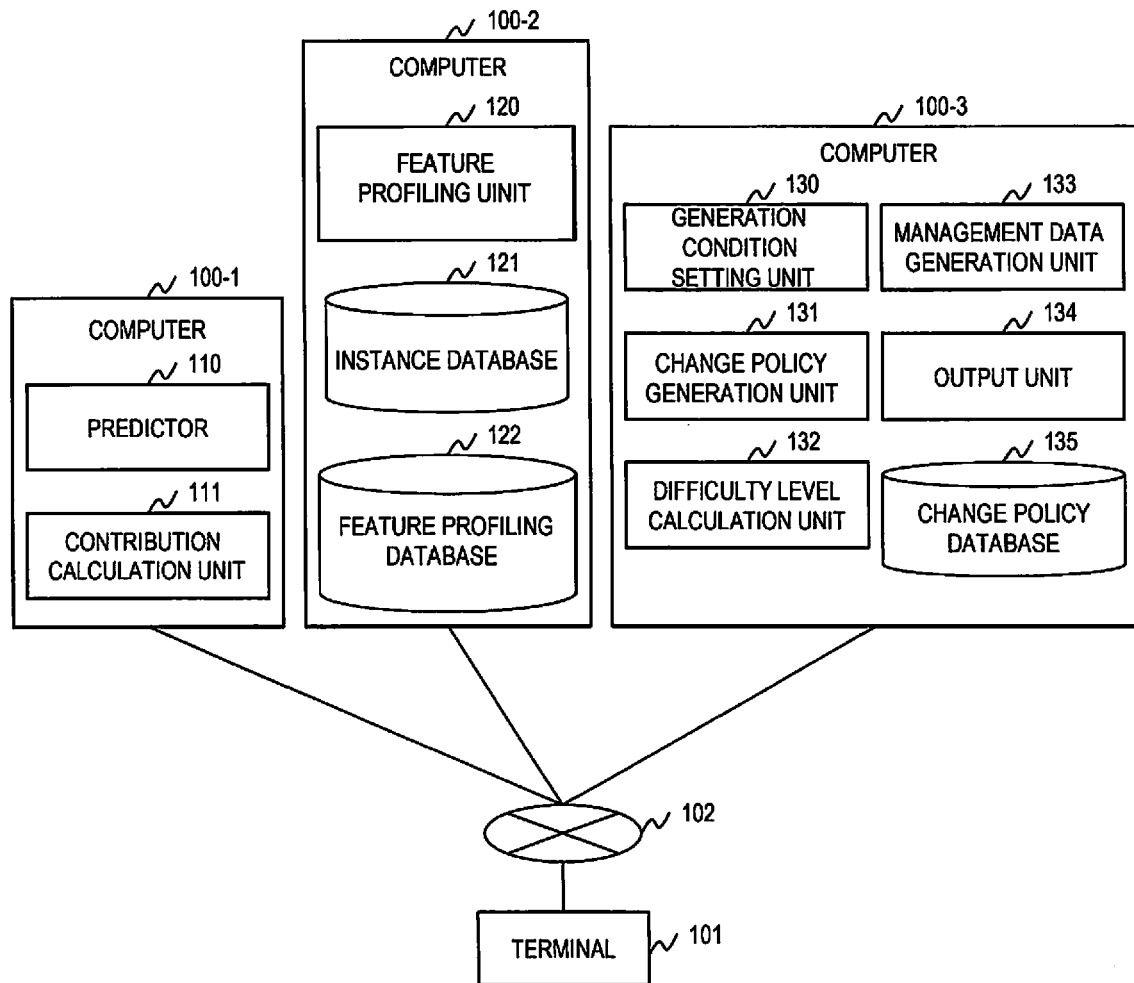 100-2
COMPUTER
120
FEATURE
PROFILING UINIT
121
INSTANCE DATABASE
122
FEATURE PROFILING
DATABASE
100-3
COMPUTER
130
GENERATION
CONDITION
SETTING UNIT
133
MANAGEMENT DATA
GENERATION UNIT
131
CHANGE POLICY
GENERATION UNIT
134
OUTPUT UNIT
132
DIFFICULTY LEVEL
CALCULATION UNIT
135
CHANGE POLICY
DATABASE
100-1
COMPUTER
110
PREDICTOR
111
CONTRIBUTION
CALCULATION UNIT
102
TERMINAL
101